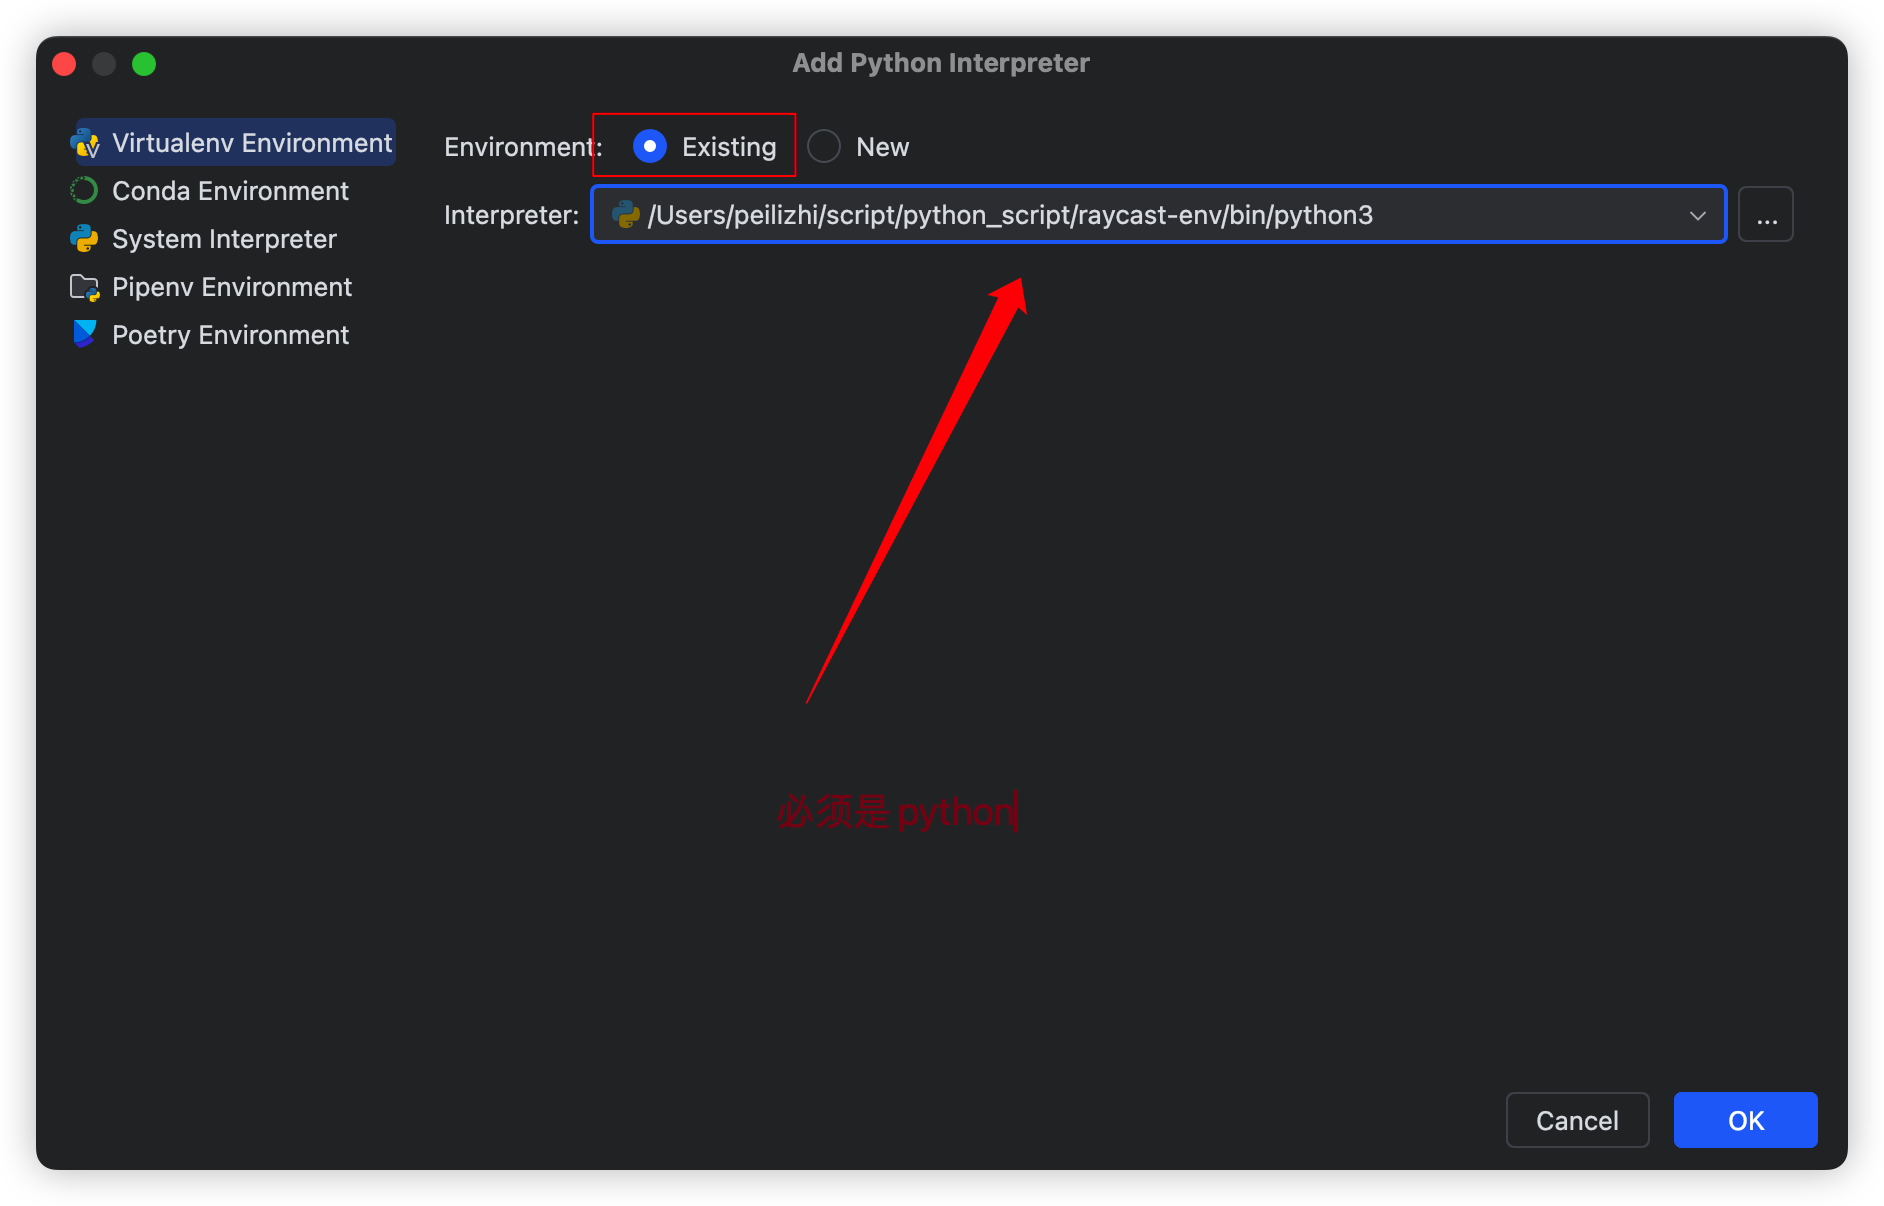 Add Python Interpreter
Virtualenv Environment
Conda Environment
System Interpreter
Pipenv Environment
Poetry Environment
Environment: Existing New
Interpreter: /Users/peilizhi/script/python_script/raycast-env/bin/python3 ...
必须是 python
Cancel OK